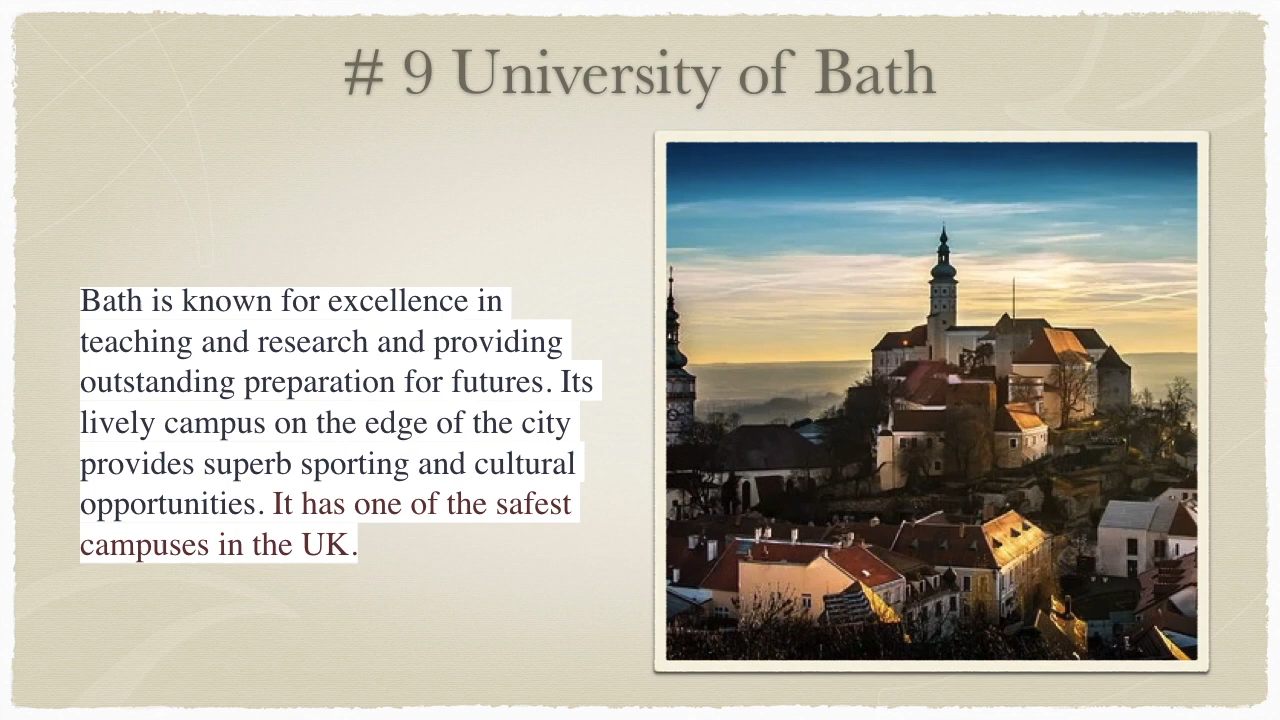 # 9 University of Bath
Bath is known for excellence in
teaching and research and providing
outstanding preparation for futures. Its
lively campus on the edge of the city
provides superb sporting and cultural
opportunities. It has one of the safest
campuses in the UK.